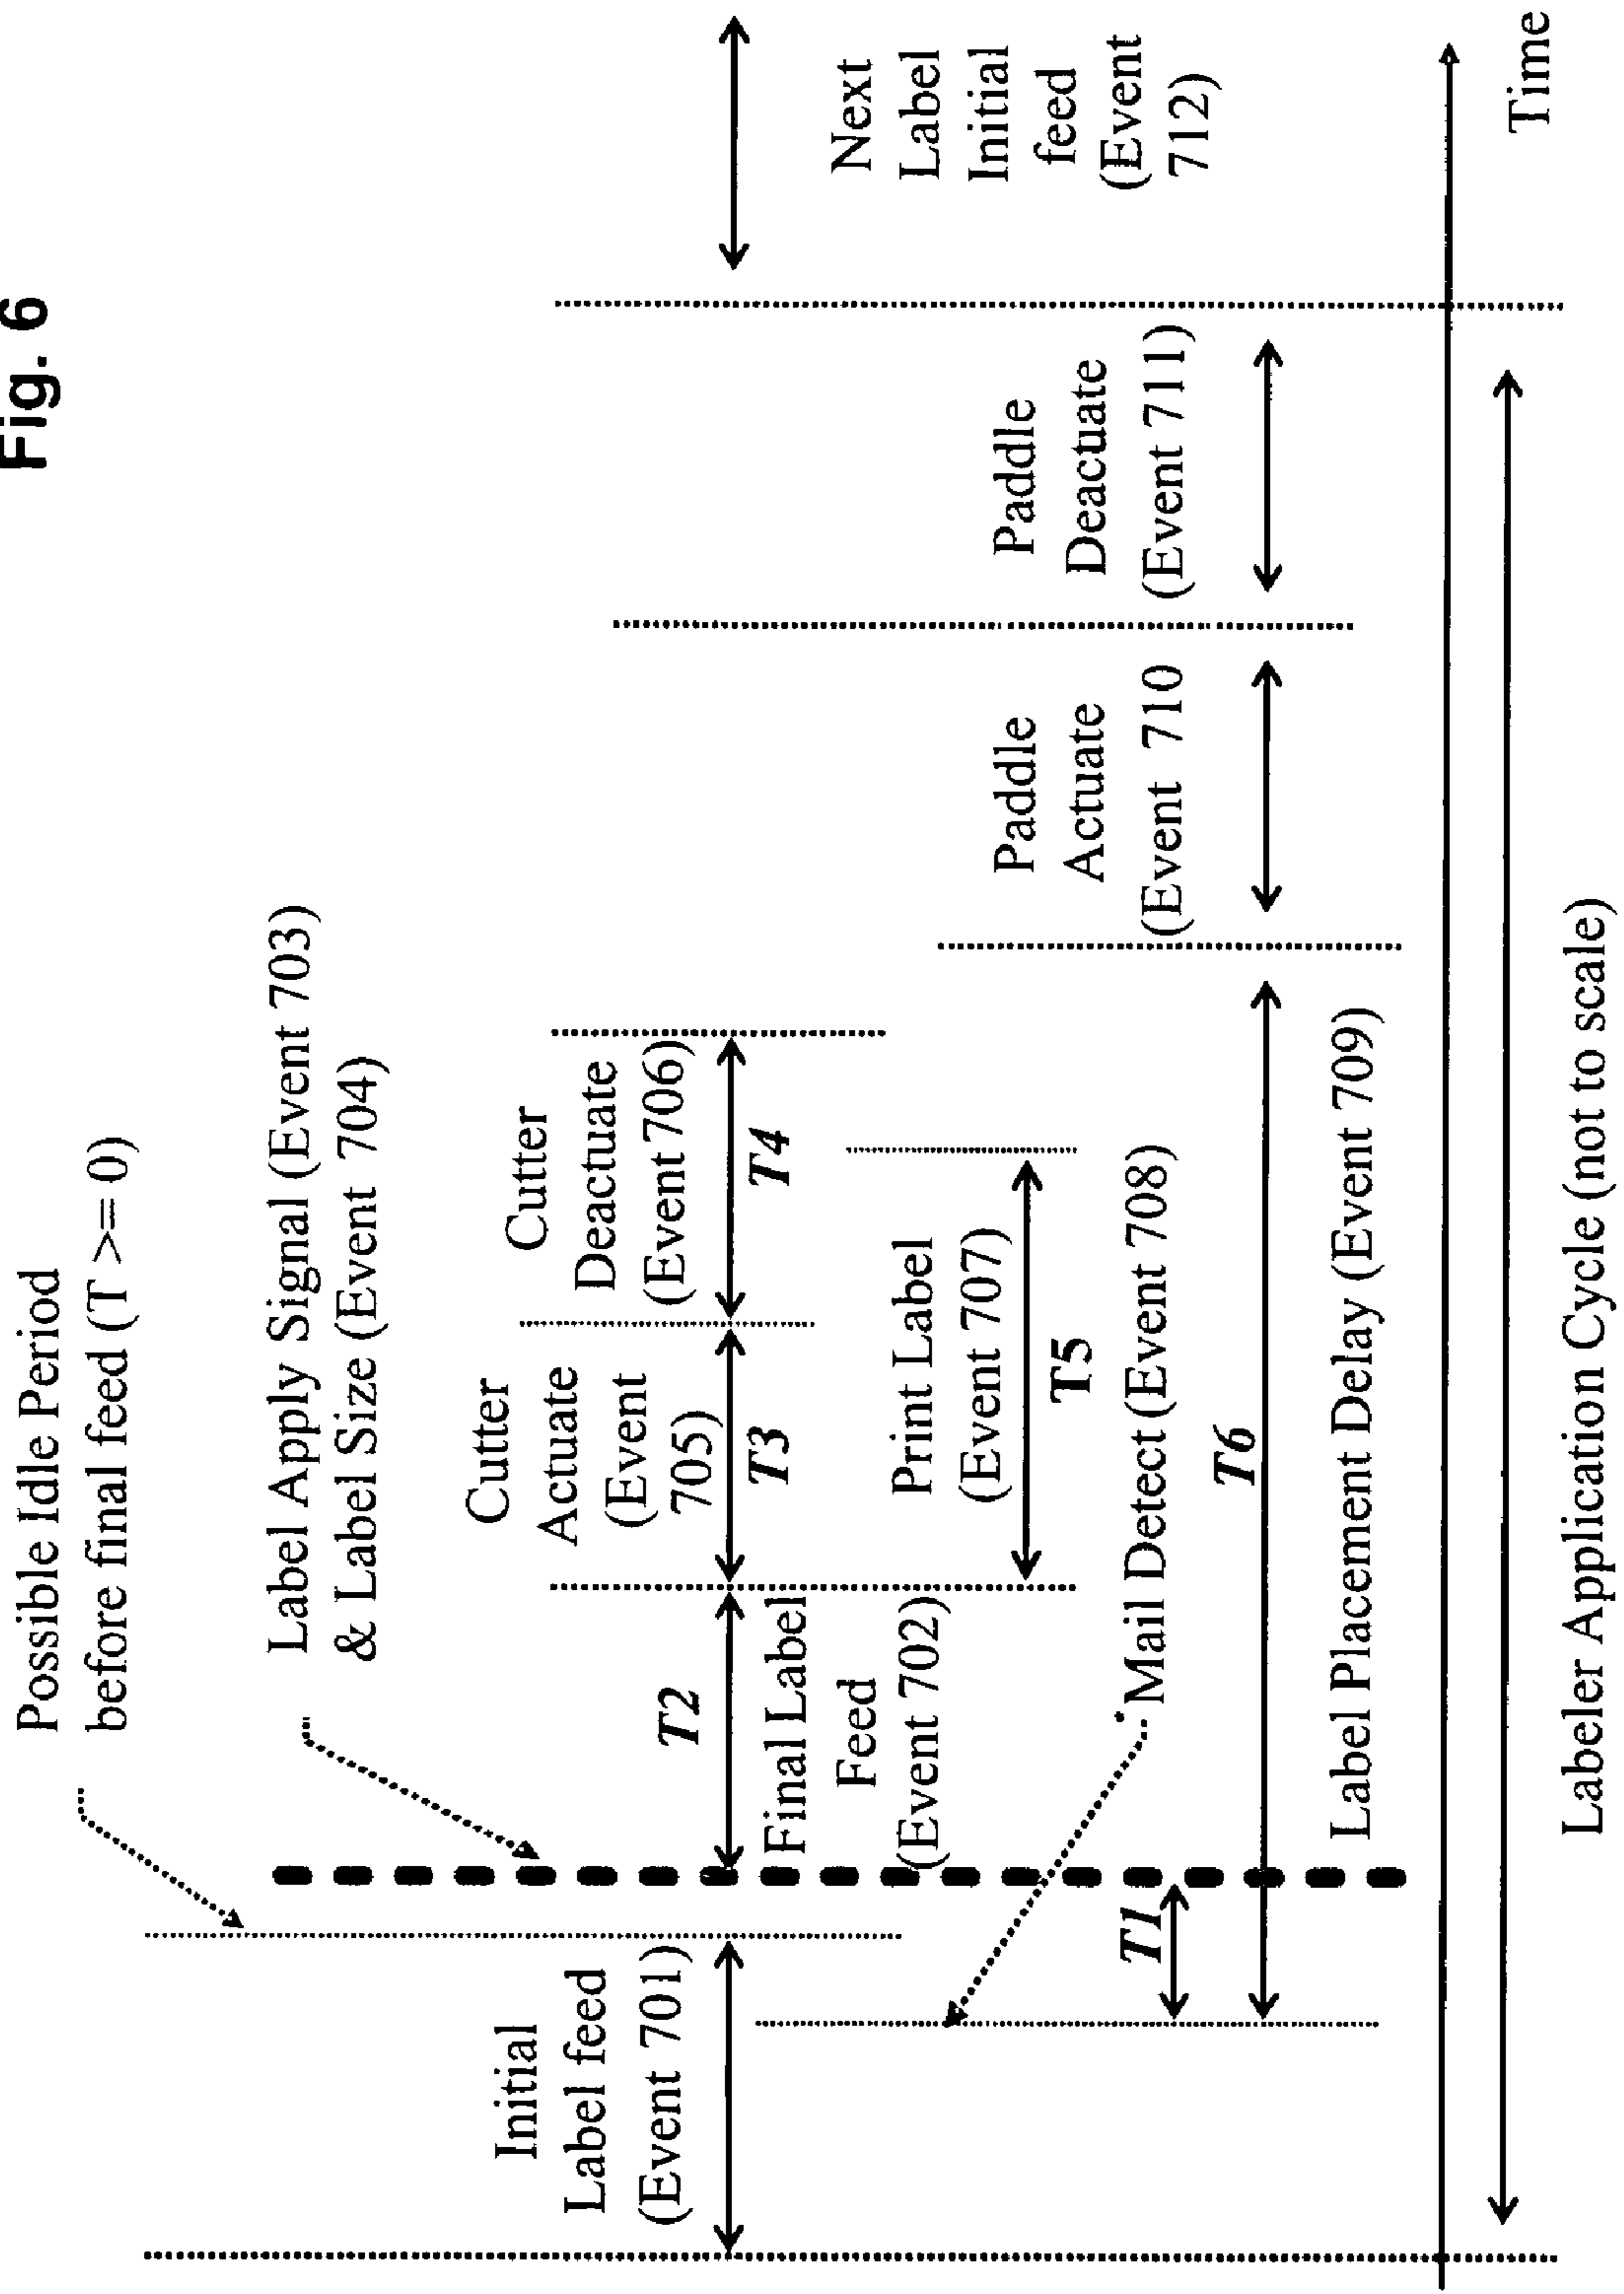 Fig. 6
Possible Idle Period
before final feed (T >= 0)
Label Apply Signal (Event 703)
& Label Size (Event 704)
Initial
Label feed
(Event 701)
T2
Final Label
Feed
(Event 702)
Cutter
Actuate
(Event
705)
T3
Cutter
Deactuate
(Event 706)
T4
Next
Label
Initial
feed
(Event
712)
Print Label
(Event 707)
T5
Mail Detect (Event 708)
T1
T6
Label Placement Delay (Event 709)
Paddle
Actuate
(Event 710
Paddle
Deactuate
(Event 711)
Time
Labeler Application Cycle (not to scale)